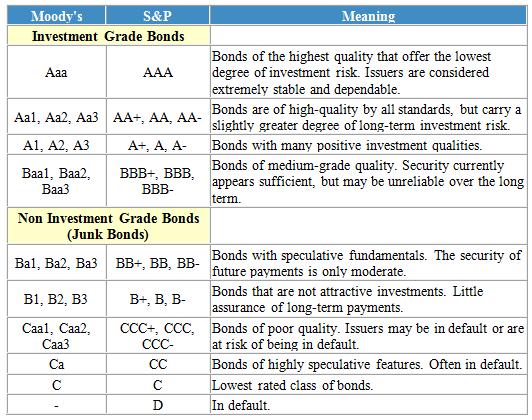 Moody's S&P Meaning
Investment Grade Bonds
Aaa AAA Bonds of the highest quality that offer the lowest
degree of investment risk. Issuers are considered
extremely stable and dependable.
Aa1, Aa2, Aa3 AA+, AA, AA- Bonds are of high-quality by all standards, but carry a
slightly greater degree of long-term investment risk.
A1, A2, A3 A+, A, A- Bonds with many positive investment qualities.
Baa1, Baa2,
Baa3
BBB+, BBB,
BBB-
Bonds of medium-grade quality. Security currently
appears sufficient, but may be unreliable over the long
term.
Non Investment Grade Bonds
(Junk Bonds)
Ba1, Ba2, Ba3 BB+, BB, BB- Bonds with speculative fundamentals. The security of
future payments is only moderate.
B1, B2, B3 B+, B, B- Bonds that are not attractive investments. Little
assurance of long-term payments.
Caa1, Caa2,
Caa3
CCC+, CCC,
CCC-
Bonds of poor quality. Issuers may be in default or are
at risk of being in default.
Ca CC Bonds of highly speculative features. Often in default.
C C Lowest rated class of bonds.
- D In default.